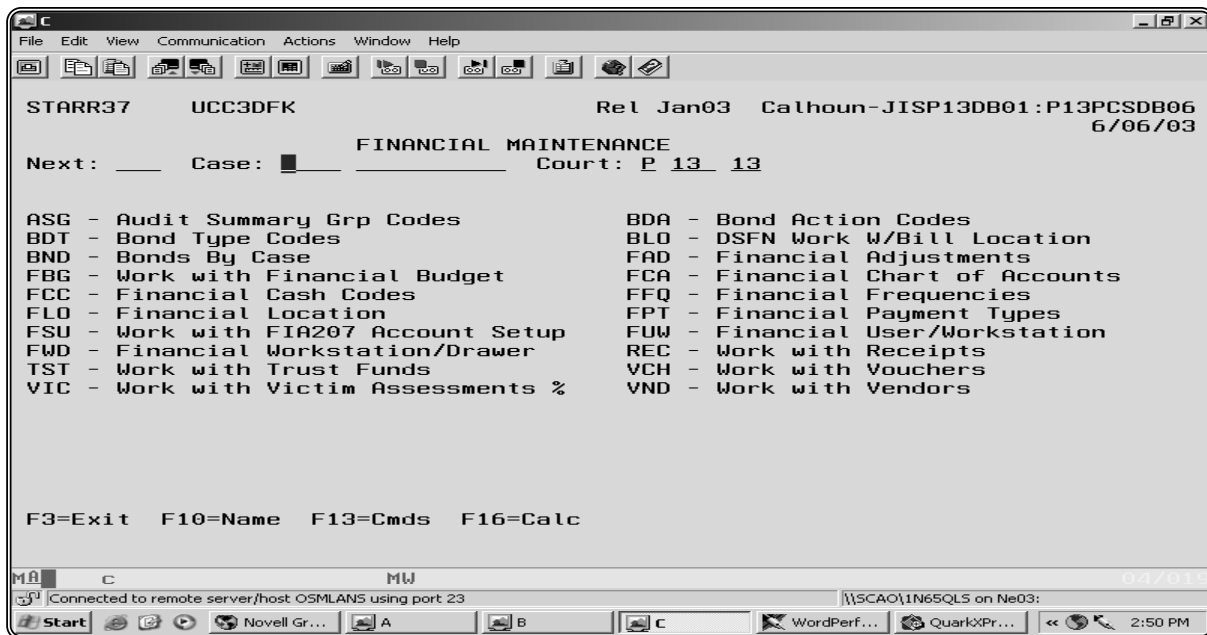 C
File Edit View Communication Actions Window Help
STARR37 UCC3DFK Rel Jan03 Calhoun-JISP13DB01:P13PCSDB06
6/06/03
FINANCIAL MAINTENANCE
Next: ___ Case: ____ __________ Court: P 13 13
ASG - Audit Summary Grp Codes BDA - Bond Action Codes
BDT - Bond Type Codes BLO - DSFN Work W/Bill Location
BND - Bonds By Case FAD - Financial Adjustments
FBG - Work with Financial Budget FCA - Financial Chart of Accounts
FCC - Financial Cash Codes FFQ - Financial Frequencies
FLO - Financial Location FPT - Financial Payment Types
FSU - Work with FIA207 Account Setup FUW - Financial User/Workstation
FWD - Financial Workstation/Drawer REC - Work with Receipts
TST - Work with Trust Funds VCH - Work with Vouchers
VIC - Work with Victim Assessments % VND - Work with Vendors
F3=Exit F10=Name F13=Cmds F16=Calc
MA C MW 04/019
Connected to remote server/host OSMLANS using port 23 \\SCAO\1N65QLS on Ne03:
Start Novell Gr... A B C WordPerf... QuarkXPr... « 2:50 PM